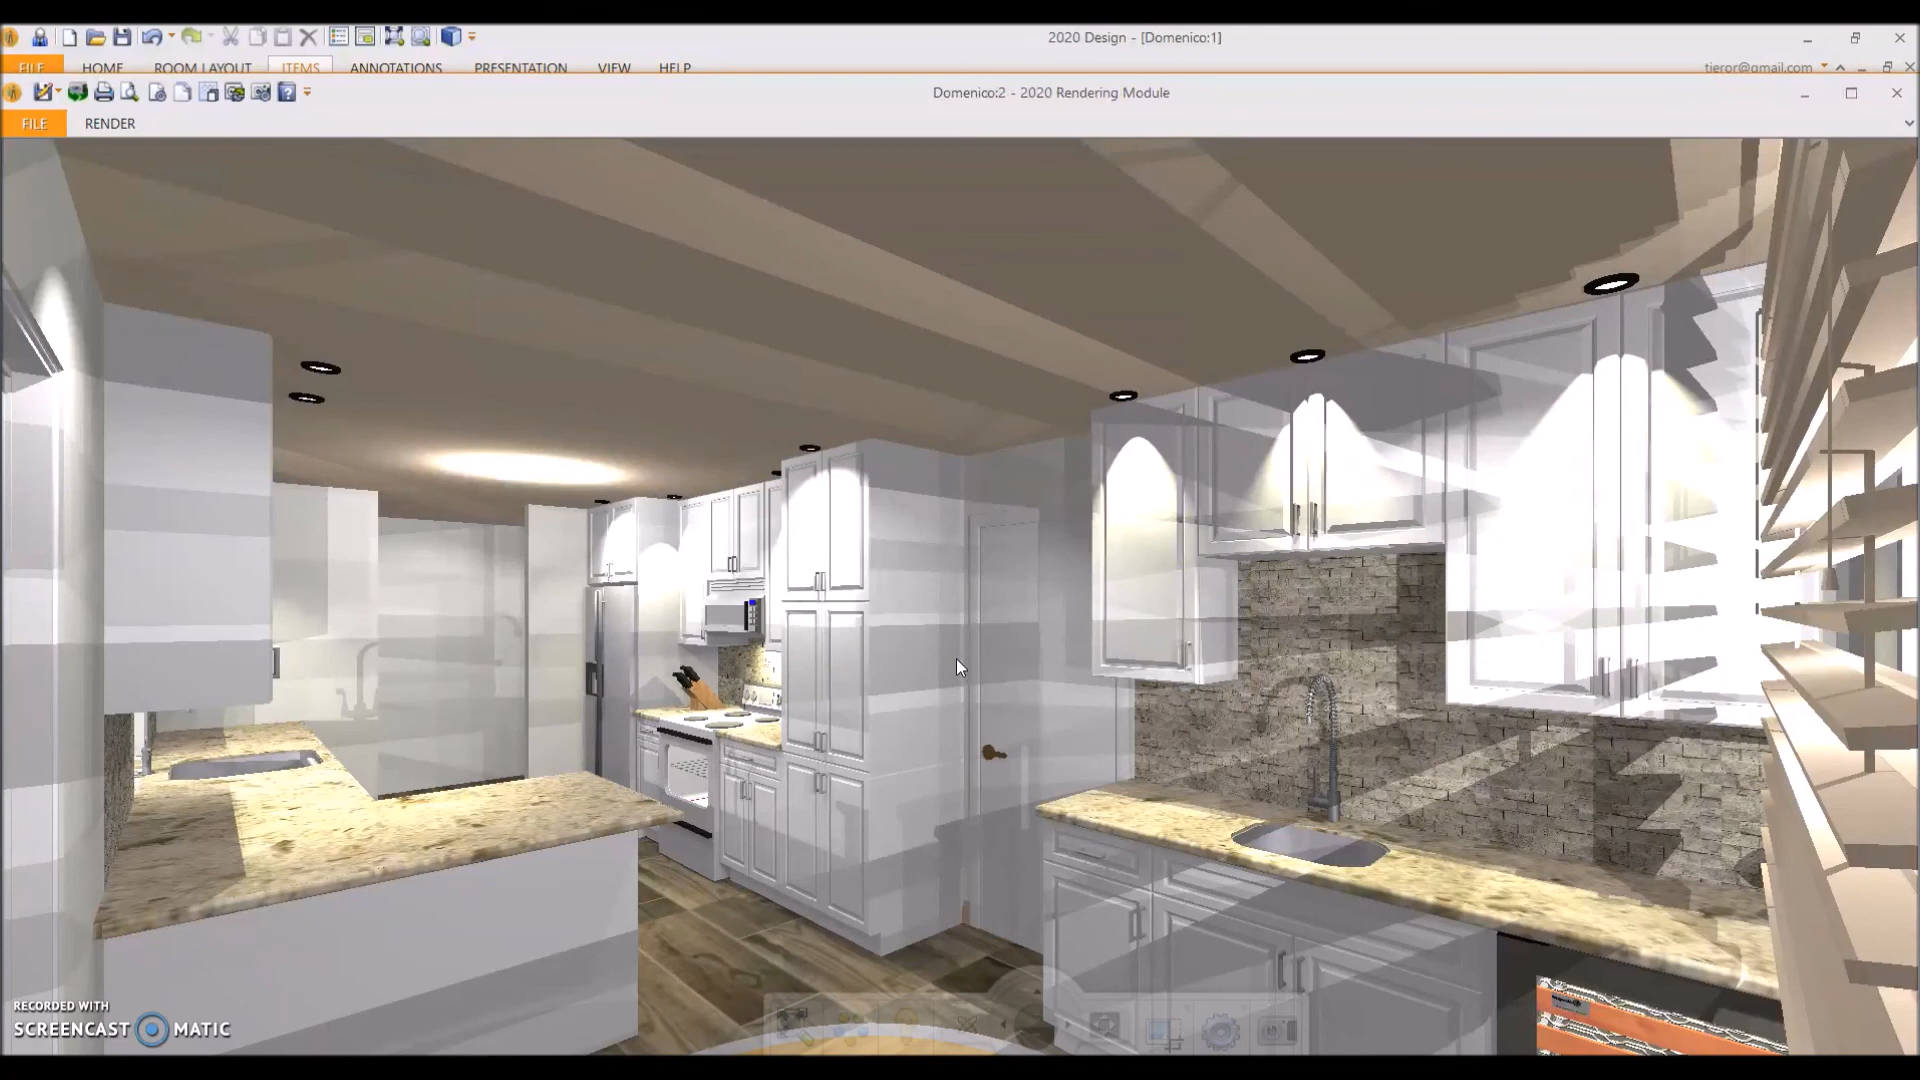 2020 Design - [Domenico:1]
FILE HOME ROOM LAYOUT ITEMS ANNOTATIONS PRESENTATION VIEW HELP tieror@gmail.com
Domenico:2 - 2020 Rendering Module
FILE RENDER
RECORDED WITH
SCREENCAST MATIC